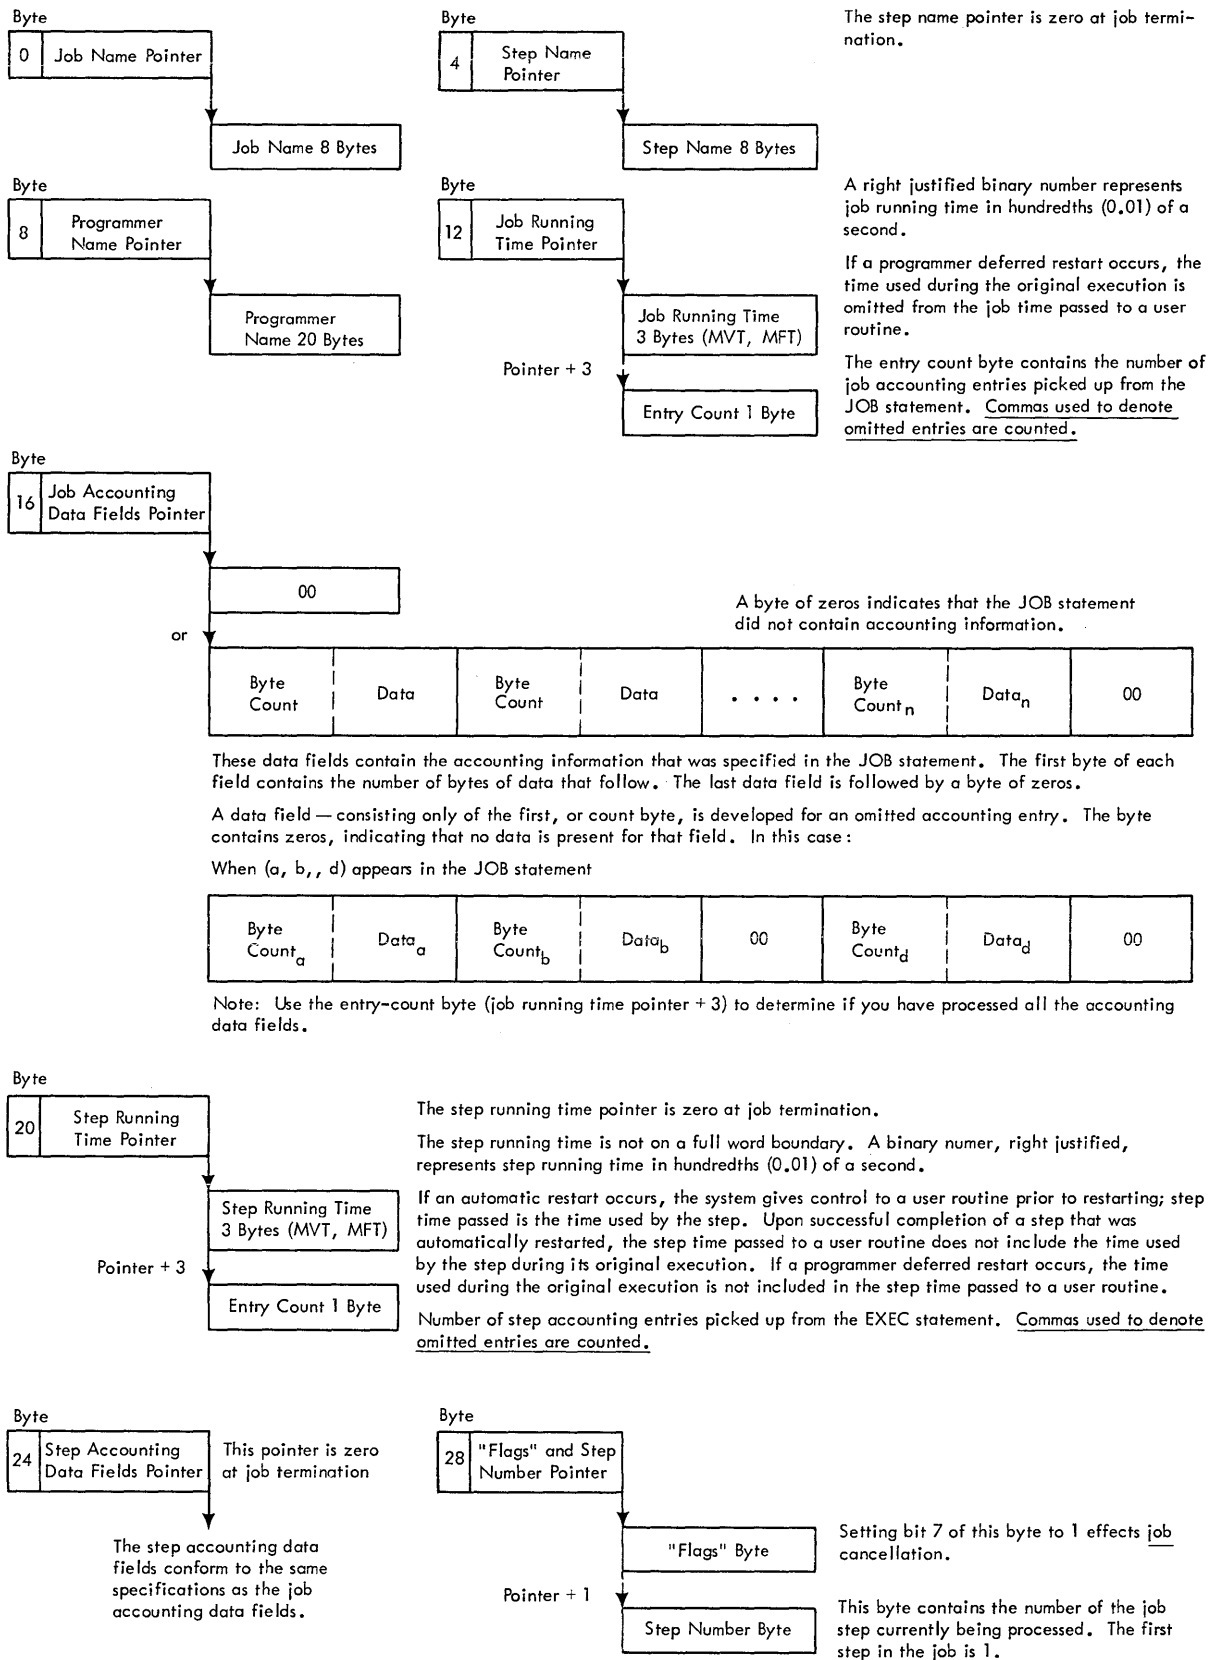 Byte
0 Job Name Pointer
Job Name 8 Bytes
Byte
4 Step Name
Pointer
Step Name 8 Bytes
The step name pointer is zero at job termi-
nation.
Byte
8 Programmer
Name Pointer
Programmer
Name 20 Bytes
Byte
12 Job Running
Time Pointer
Job Running Time
3 Bytes (MVT, MFT)
Pointer + 3
Entry Count 1 Byte
A right justified binary number represents
job running time in hundredths (0.01) of a
second.
If a programmer deferred restart occurs, the
time used during the original execution is
omitted from the job time passed to a user
routine.
The entry count byte contains the number of
job accounting entries picked up from the
JOB statement. Commas used to denote
omitted entries are counted.
Byte
16 Job Accounting
Data Fields Pointer
00
or
A byte of zeros indicates that the JOB statement
did not contain accounting information.
Byte Count Data Byte Count Data . . . . Byte Countn Datan 00
These data fields contain the accounting information that was specified in the JOB statement. The first byte of each
field contains the number of bytes of data that follow. The last data field is followed by a byte of zeros.
A data field — consisting only of the first, or count byte, is developed for an omitted accounting entry. The byte
contains zeros, indicating that no data is present for that field. In this case:
When (a, b,, d) appears in the JOB statement
Byte Counta Dataa Byte Countb Datab 00 Byte Countd Datad 00
Note: Use the entry-count byte (job running time pointer + 3) to determine if you have processed all the accounting
data fields.
Byte
20 Step Running
Time Pointer
Step Running Time
3 Bytes (MVT, MFT)
Pointer + 3
Entry Count 1 Byte
The step running time pointer is zero at job termination.
The step running time is not on a full word boundary. A binary numer, right justified,
represents step running time in hundredths (0.01) of a second.
If an automatic restart occurs, the system gives control to a user routine prior to restarting; step
time passed is the time used by the step. Upon successful completion of a step that was
automatically restarted, the step time passed to a user routine does not include the time used
by the step during its original execution. If a programmer deferred restart occurs, the time
used during the original execution is not included in the step time passed to a user routine.
Number of step accounting entries picked up from the EXEC statement. Commas used to denote
omitted entries are counted.
Byte
24 Step Accounting
Data Fields Pointer
This pointer is zero
at job termination
The step accounting data
fields conform to the same
specifications as the job
accounting data fields.
Byte
28 "Flags" and Step
Number Pointer
"Flags" Byte
Pointer + 1
Step Number Byte
Setting bit 7 of this byte to 1 effects job
cancellation.
This byte contains the number of the job
step currently being processed. The first
step in the job is 1.